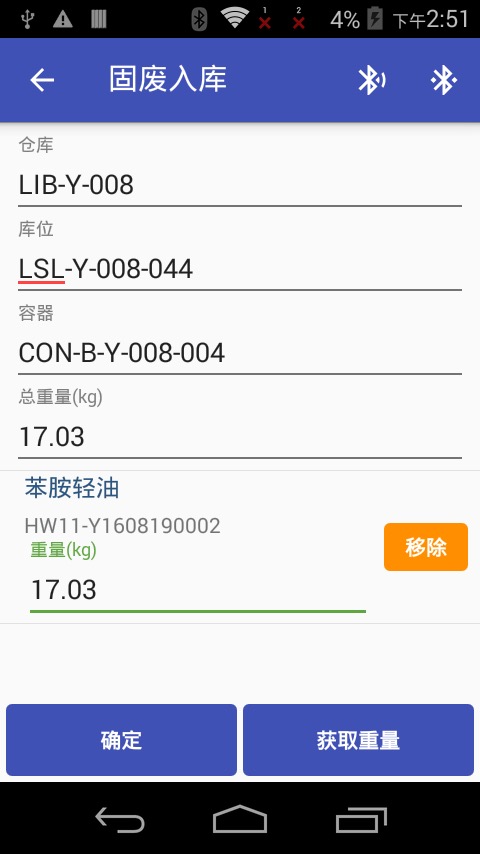 1 2 4% 下午2:51
固废入库
仓库
LIB-Y-008
库位
LSL-Y-008-044
容器
CON-B-Y-008-004
总重量(kg)
17.03
苯胺轻油
HW11-Y1608190002
重量(kg)
移除
17.03
确定 获取重量